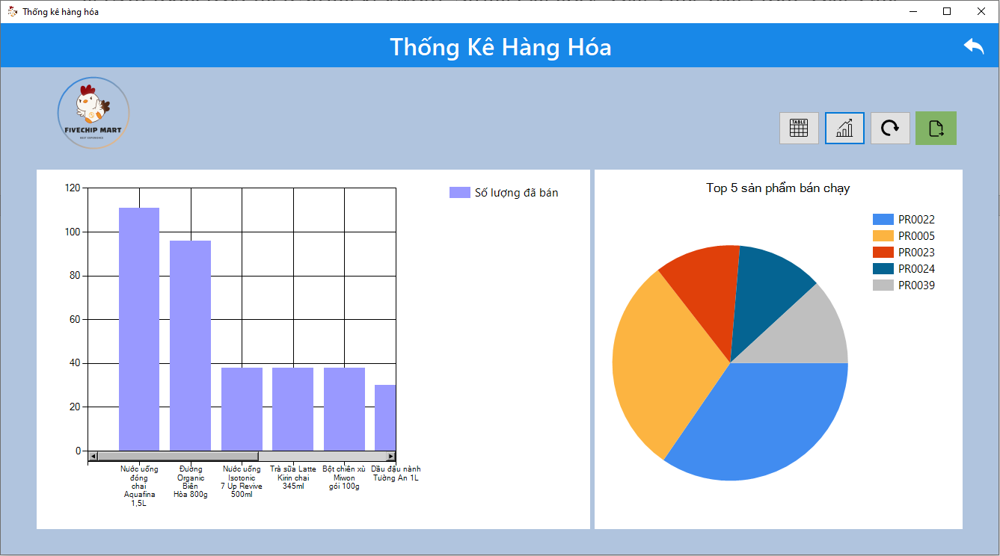 Thống kê hàng hóa
Thống Kê Hàng Hóa
FIVECHIP MART
BEST EXPERIENCE
TABLE
120
100
80
60
40
20
0
Số lượng đã bán
Nước uống
đóng
chai
Aquafina
1,5L
Đường
Organic
Biên
Hòa 800g
Nước uống
Isotonic
7 Up Revive
500ml
Trà sữa Latte
Kirin chai
345ml
Bột chiên xù
Miwon
gói 100g
Dầu đậu nành
Tường An 1L
Top 5 sản phẩm bán chạy
PR0022
PR0005
PR0023
PR0024
PR0039